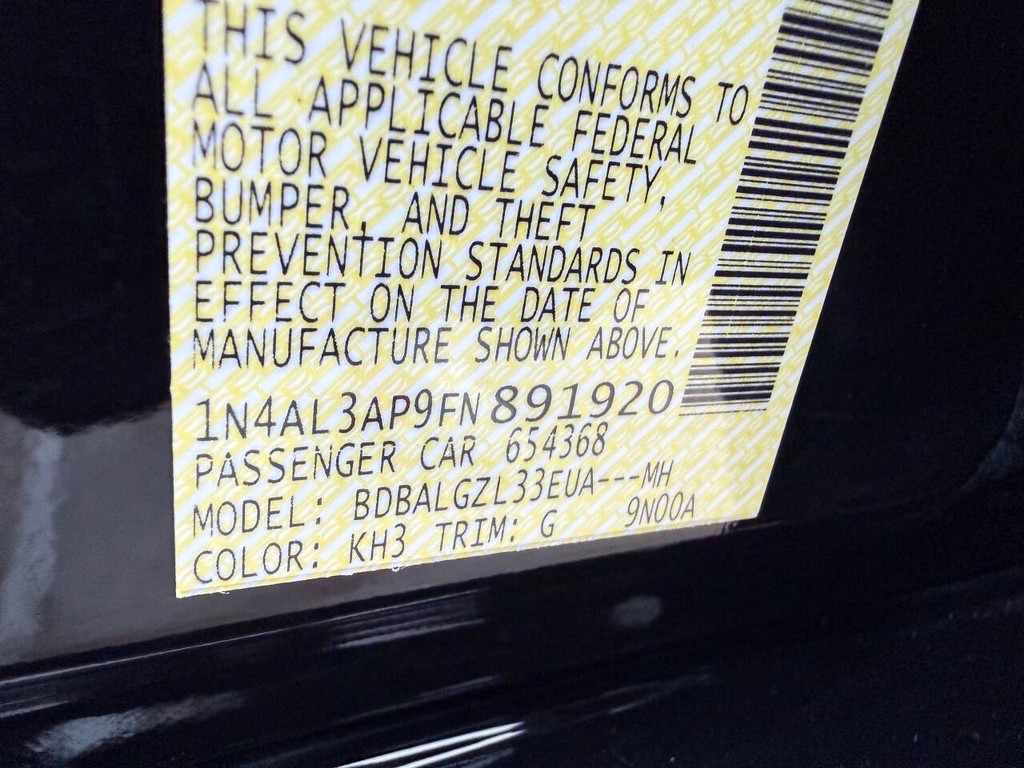 THIS VEHICLE CONFORMS TO
ALL APPLICABLE FEDERAL
MOTOR VEHICLE SAFETY,
BUMPER, AND THEFT
PREVENTION STANDARDS IN
EFFECT ON THE DATE OF
MANUFACTURE SHOWN ABOVE.
1N4AL3AP9FN891920
PASSENGER CAR 654368
MODEL: BDBALGZL33EUA---MH
COLOR: KH3 TRIM: G 9N00A